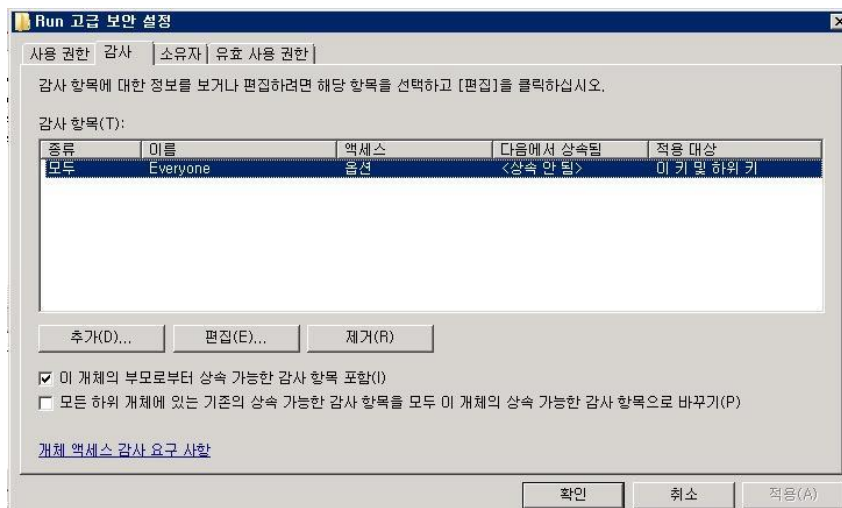 Run 고급 보안 설정
사용 권한 감사 소유자 유효 사용 권한
감사 항목에 대한 정보를 보거나 편집하려면 해당 항목을 선택하고 [편집]을 클릭하십시오.
감사 항목(T):
종류 이름 액세스 다음에서 상속됨 적용 대상
모두 Everyone 옵션 <상속 안 됨> 이 키 및 하위 키
추가(D)... 편집(E)... 제거(R)
이 개체의 부모로부터 상속 가능한 감사 항목 포함(I)
모든 하위 개체에 있는 기존의 상속 가능한 감사 항목을 모두 이 개체의 상속 가능한 감사 항목으로 바꾸기(P)
개체 액세스 감사 요구 사항
확인 취소 적용(A)